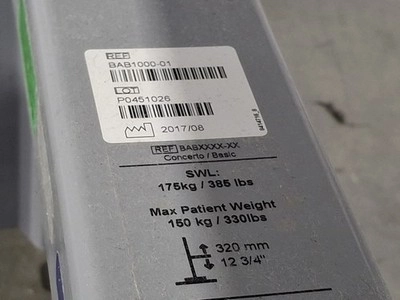 REF
BAB1000-01
LOT
P0451026
2017/08
REF BABXXXX-XX
Concerto / Basic
SWL:
175kg / 385 lbs
Max Patient Weight
150 kg / 330lbs
320 mm
12 3/4"